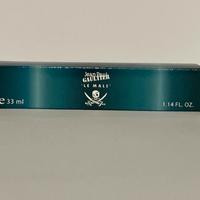 Jean Paul
GAULTIER
"LE MALE"
e 33 ml
1.14 FL. OZ.